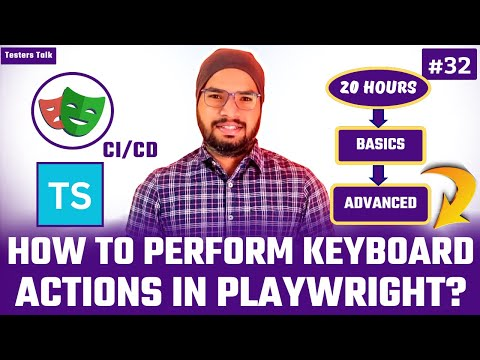 Testers Talk
#32
CI/CD
TS
20 HOURS
BASICS
ADVANCED
HOW TO PERFORM KEYBOARD
ACTIONS IN PLAYWRIGHT?